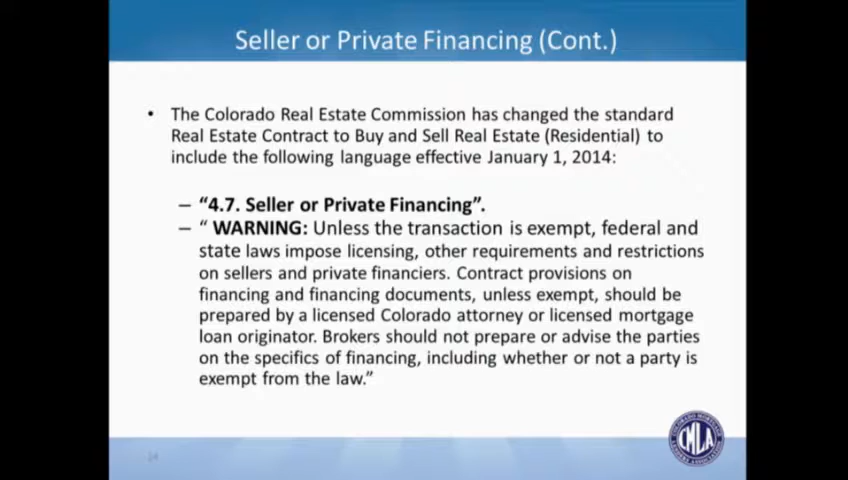 Seller or Private Financing (Cont.)
• The Colorado Real Estate Commission has changed the standard
Real Estate Contract to Buy and Sell Real Estate (Residential) to
include the following language effective January 1, 2014:
– “4.7. Seller or Private Financing”.
– “ WARNING: Unless the transaction is exempt, federal and
state laws impose licensing, other requirements and restrictions
on sellers and private financiers. Contract provisions on
financing and financing documents, unless exempt, should be
prepared by a licensed Colorado attorney or licensed mortgage
loan originator. Brokers should not prepare or advise the parties
on the specifics of financing, including whether or not a party is
exempt from the law.”
CMLA